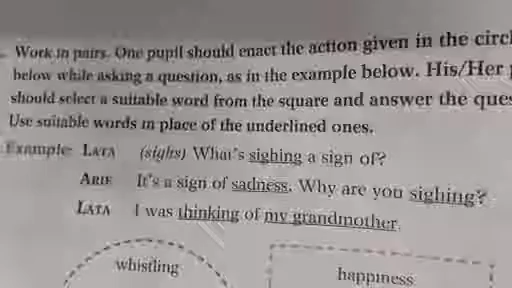 Work in pairs. One pupil should enact the action given in the
below while asking a question, as in the example below. His/Her
should select a suitable word from the square and answer the
Use suitable words in place of the underlined ones.
Example: LATA (sighs) What's sighing a sign of?
ARIF It's a sign of sadness. Why are you sighing?
LATA I was thinking of my grandmother.
whistling
happiness